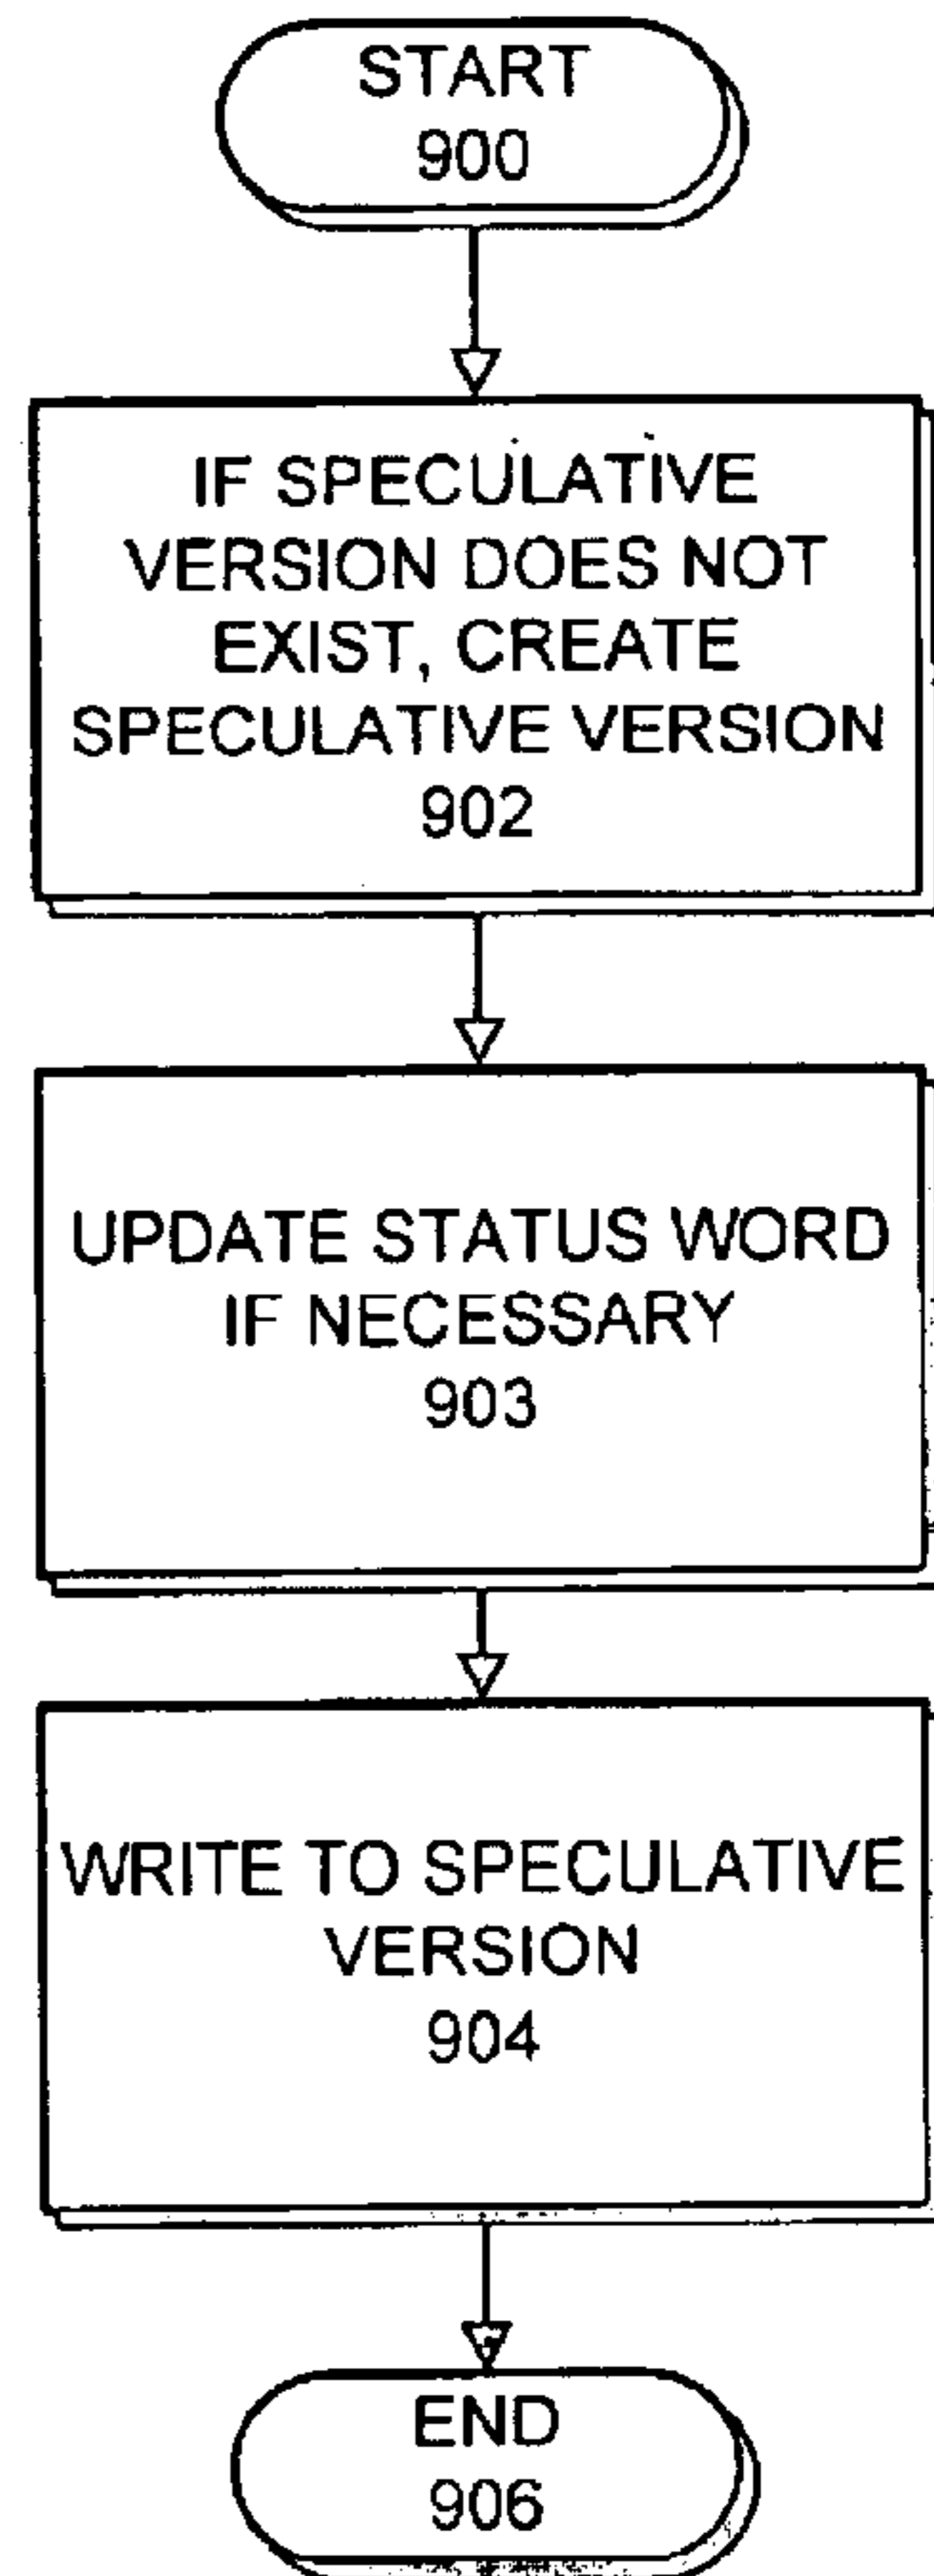 START
900
IF SPECULATIVE
VERSION DOES NOT
EXIST, CREATE
SPECULATIVE VERSION
902
UPDATE STATUS WORD
IF NECESSARY
903
WRITE TO SPECULATIVE
VERSION
904
END
906